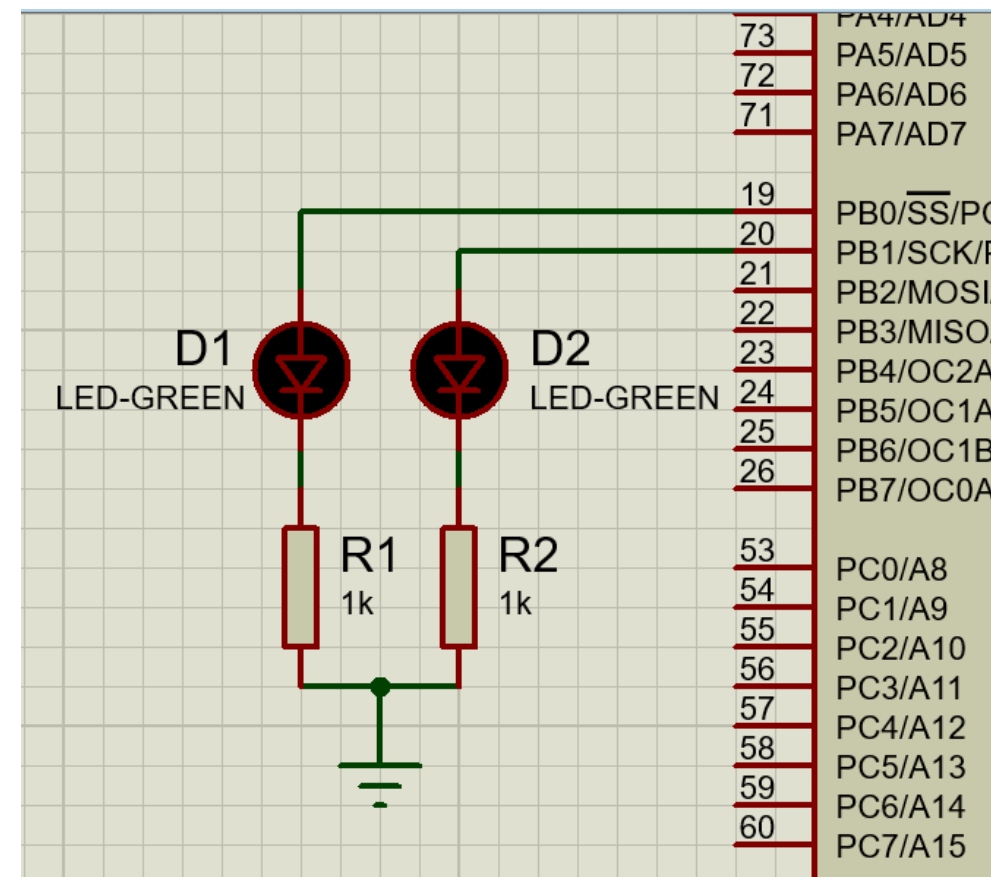 PA4/AD4
73
PA5/AD5
72
PA6/AD6
71
PA7/AD7
19
PB0/SS/PC
20
PB1/SCK/P
21
PB2/MOSI/
22
PB3/MISO/
23
PB4/OC2A
24
PB5/OC1A
25
PB6/OC1B
26
PB7/OC0A
D1
LED-GREEN
D2
LED-GREEN
R1
1k
R2
1k
53
PC0/A8
54
PC1/A9
55
PC2/A10
56
PC3/A11
57
PC4/A12
58
PC5/A13
59
PC6/A14
60
PC7/A15